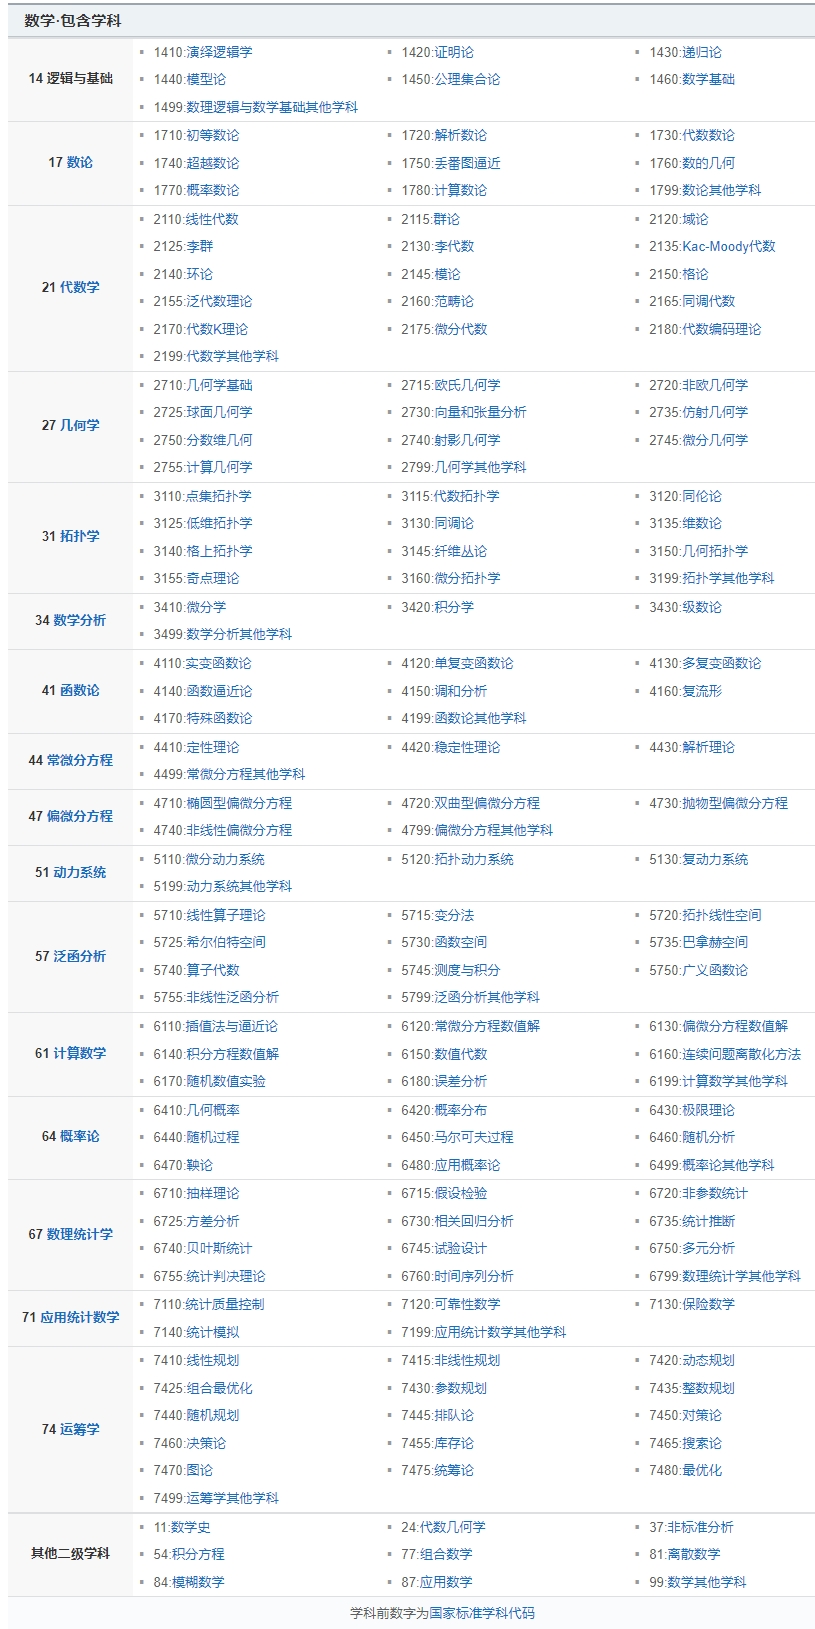 数学·包含学科
14 逻辑与基础
1410:演绎逻辑学 1420:证明论 1430:递归论
1440:模型论 1450:公理集合论 1460:数学基础
1499:数理逻辑与数学基础其他学科
17 数论
1710:初等数论 1720:解析数论 1730:代数数论
1740:超越数论 1750:丢番图逼近 1760:数的几何
1770:概率数论 1780:计算数论 1799:数论其他学科
21 代数学
2110:线性代数 2115:群论 2120:域论
2125:李群 2130:李代数 2135:Kac-Moody代数
2140:环论 2145:模论 2150:格论
2155:泛代数理论 2160:范畴论 2165:同调代数
2170:代数K理论 2175:微分代数 2180:代数编码理论
2199:代数学其他学科
27 几何学
2710:几何学基础 2715:欧氏几何学 2720:非欧几何学
2725:球面几何学 2730:向量和张量分析 2735:仿射几何学
2750:分数维几何 2740:射影几何学 2745:微分几何学
2755:计算几何学 2799:几何学其他学科
31 拓扑学
3110:点集拓扑学 3115:代数拓扑学 3120:同伦论
3125:低维拓扑学 3130:同调论 3135:维数论
3140:格上拓扑学 3145:纤维丛论 3150:几何拓扑学
3155:奇点理论 3160:微分拓扑学 3199:拓扑学其他学科
34 数学分析
3410:微分学 3420:积分学 3430:级数论
3499:数学分析其他学科
41 函数论
4110:实变函数论 4120:单复变函数论 4130:多复变函数论
4140:函数逼近论 4150:调和分析 4160:复流形
4170:特殊函数论 4199:函数论其他学科
44 常微分方程
4410:定性理论 4420:稳定性理论 4430:解析理论
4499:常微分方程其他学科
47 偏微分方程
4710:椭圆型偏微分方程 4720:双曲型偏微分方程 4730:抛物型偏微分方程
4740:非线性偏微分方程 4799:偏微分方程其他学科
51 动力系统
5110:微分动力系统 5120:拓扑动力系统 5130:复动力系统
5199:动力系统其他学科
57 泛函分析
5710:线性算子理论 5715:变分法 5720:拓扑线性空间
5725:希尔伯特空间 5730:函数空间 5735:巴拿赫空间
5740:算子代数 5745:测度与积分 5750:广义函数论
5755:非线性泛函分析 5799:泛函分析其他学科
61 计算数学
6110:插值法与逼近论 6120:常微分方程数值解 6130:偏微分方程数值解
6140:积分方程数值解 6150:数值代数 6160:连续问题离散化方法
6170:随机数值实验 6180:误差分析 6199:计算数学其他学科
64 概率论
6410:几何概率 6420:概率分布 6430:极限理论
6440:随机过程 6450:马尔可夫过程 6460:随机分析
6470:鞅论 6480:应用概率论 6499:概率论其他学科
67 数理统计学
6710:抽样理论 6715:假设检验 6720:非参数统计
6725:方差分析 6730:相关回归分析 6735:统计推断
6740:贝叶斯统计 6745:试验设计 6750:多元分析
6755:统计判决理论 6760:时间序列分析 6799:数理统计学其他学科
71 应用统计数学
7110:统计质量控制 7120:可靠性数学 7130:保险数学
7140:统计模拟 7199:应用统计数学其他学科
74 运筹学
7410:线性规划 7415:非线性规划 7420:动态规划
7425:组合最优化 7430:参数规划 7435:整数规划
7440:随机规划 7445:排队论 7450:对策论
7460:决策论 7455:库存论 7465:搜索论
7470:图论 7475:统筹论 7480:最优化
7499:运筹学其他学科
其他二级学科
11:数学史 24:代数几何学 37:非标准分析
54:积分方程 77:组合数学 81:离散数学
84:模糊数学 87:应用数学 99:数学其他学科
学科前数字为国家标准学科代码